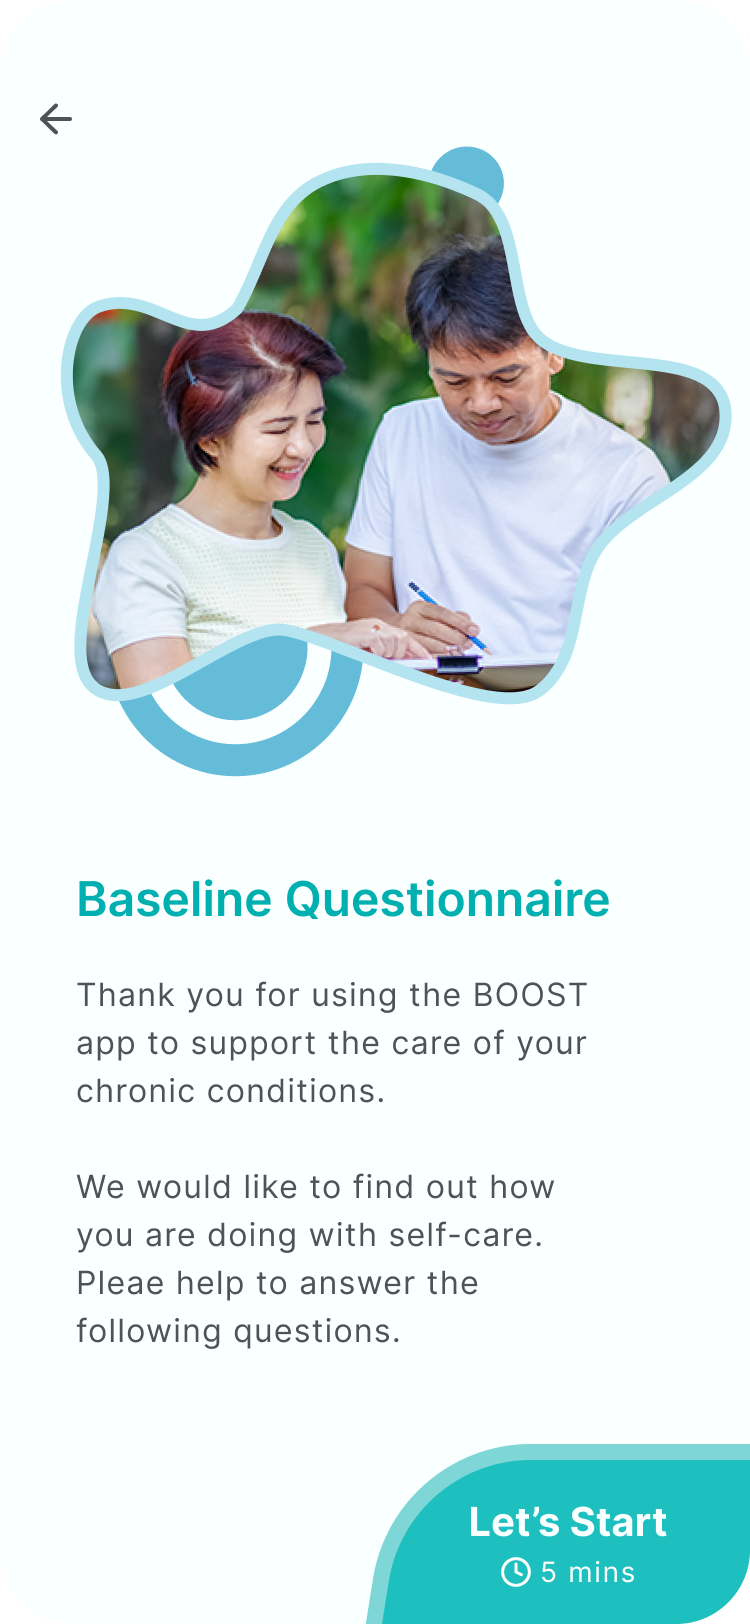 Baseline Questionnaire
Thank you for using the BOOST
app to support the care of your
chronic conditions.
We would like to find out how
you are doing with self-care.
Pleae help to answer the
following questions.
Let’s Start
5 mins